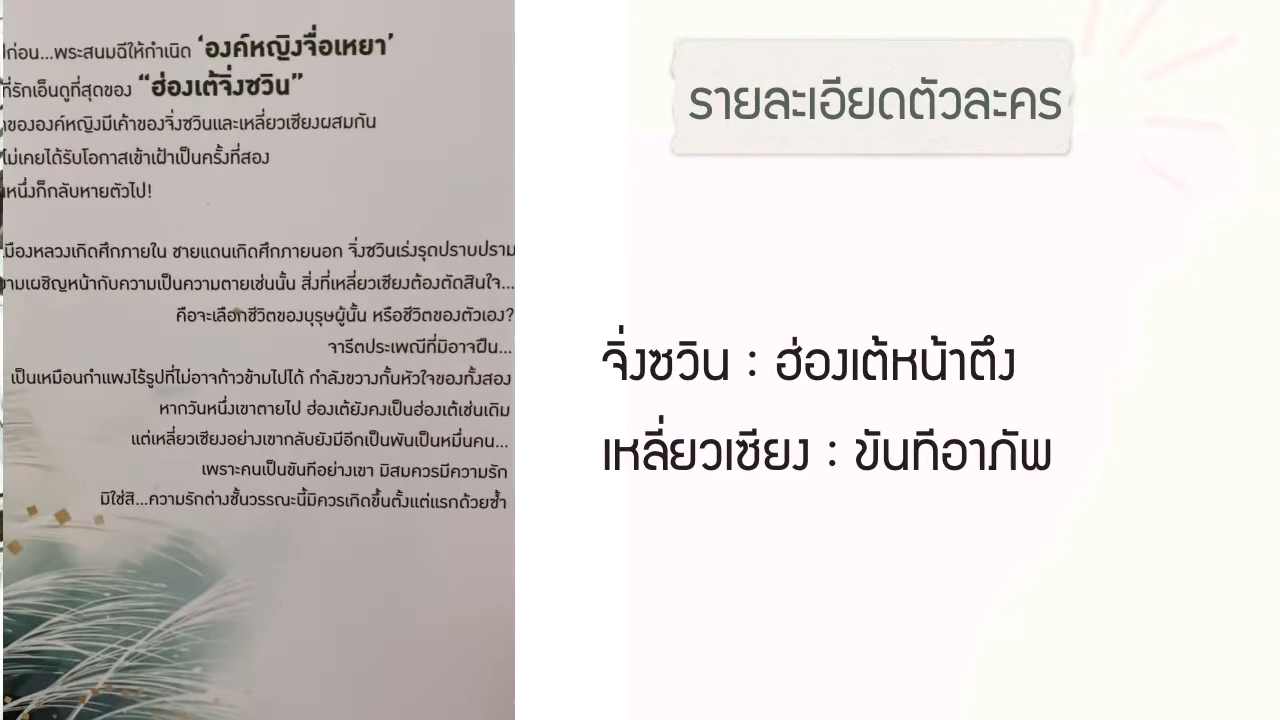 ก่อน...พระสนมฉีให้กำเนิด ‘องค์หญิงจื่อเหยา’
ที่รักเอ็นดูที่สุดของ “ฮ่องเต้จิ่งซวิน”
ขององค์หญิงมีเค้าของจิ่งซวินและเหลี่ยวเซียงผสมกัน
ไม่เคยได้รับโอกาสเข้าเฝ้าเป็นครั้งที่สอง
หนึ่งก็กลับหายตัวไป!
เมืองหลวงเกิดศึกภายใน ชายแดนเกิดศึกภายนอก จิ่งซวินเร่งรุดปราบปราม
ามเผชิญหน้ากับความเป็นความตายเช่นนั้น สิ่งที่เหลี่ยวเซียงต้องตัดสินใจ...
คือจะเลือกชีวิตของบุรุษผู้นั้น หรือชีวิตของตัวเอง?
จารีตประเพณีที่มิอาจฝืน...
เป็นเหมือนกำแพงไร้รูปที่ไม่อาจก้าวข้ามไปได้ กำลังขวางกั้นหัวใจของทั้งสอง
หากวันหนึ่งเขาตายไป ฮ่องเต้ยังคงเป็นฮ่องเต้เช่นเดิม
แต่เหลี่ยวเซียงอย่างเขากลับยังมีอีกเป็นพันเป็นหมื่นคน...
เพราะคนเป็นขันทีอย่างเขา มิสมควรมีความรัก
มิใช่สิ...ความรักต่างชั้นวรรณะนี้มิควรเกิดขึ้นตั้งแต่แรกด้วยซ้ำ
รายละเอียดตัวละคร
จิ่งซวิน : ฮ่องเต้หน้าตึง
เหลี่ยวเซียง : ขันทีอาภัพ